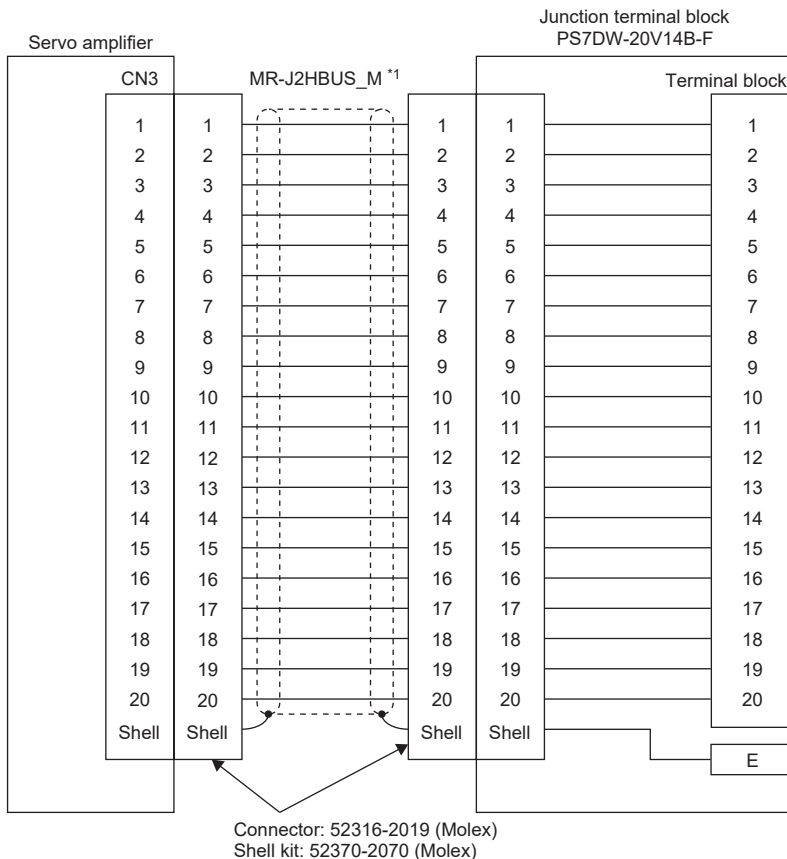 Junction terminal block
Servo amplifier PS7DW-20V14B-F
CN3 MR-J2HBUS_M *1 Terminal block
1 1 1 1 1
2 2 2 2 2
3 3 3 3 3
4 4 4 4 4
5 5 5 5 5
6 6 6 6 6
7 7 7 7 7
8 8 8 8 8
9 9 9 9 9
10 10 10 10 10
11 11 11 11 11
12 12 12 12 12
13 13 13 13 13
14 14 14 14 14
15 15 15 15 15
16 16 16 16 16
17 17 17 17 17
18 18 18 18 18
19 19 19 19 19
20 20 20 20 20
Shell Shell Shell Shell
E
Connector: 52316-2019 (Molex)
Shell kit: 52370-2070 (Molex)